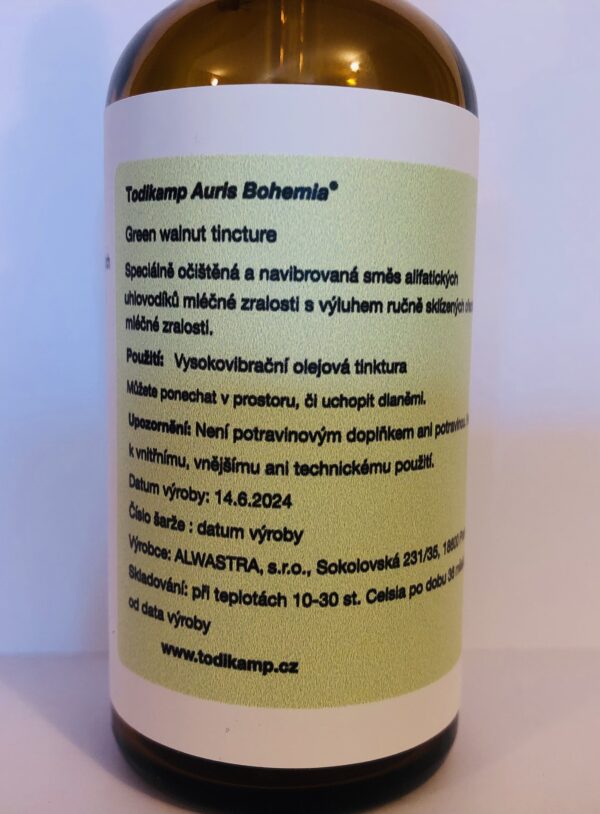 Todikamp Auris Bohemia®
Green walnut tincture
Speciálně očištěná a navibrovaná směs alifatických
uhlovodíků mléčné zralosti s výluhem ručně sklízených
mléčné zralosti.
Použití: Vysokovibrační olejová tinktura
Můžete ponechat v prostoru, či uchopit dlaněmi.
Upozornění: Není potravinovým doplňkem ani potravinou.
k vnitřnímu, vnějšímu ani technickému použití.
Datum výroby: 14.6.2024
Číslo šarže : datum výroby
Výrobce: ALWASTRA, s.r.o., Sokolovská 231/35, 18600
Skladování: při teplotách 10-30 st. Celsia po dobu 36
od data výroby
www.todikamp.cz